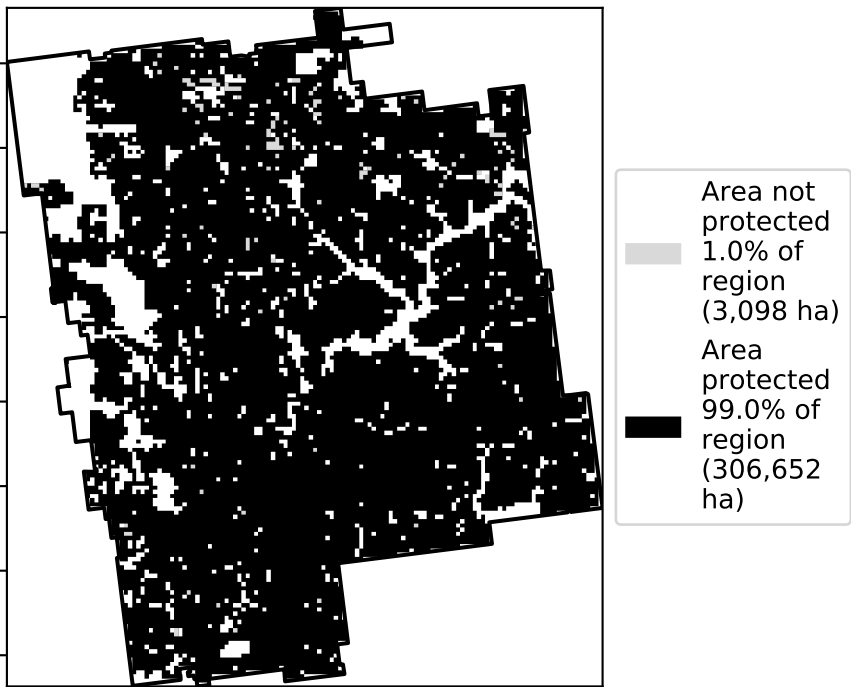 Area not
protected
1.0% of
region
(3,098 ha)
Area
protected
99.0% of
region
(306,652
ha)